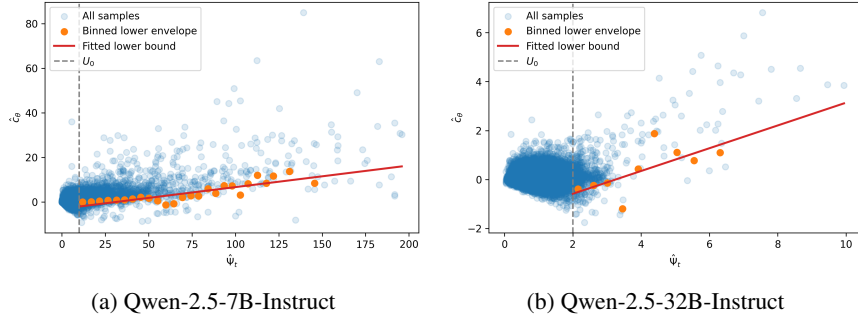 All samples
Binned lower envelope
Fitted lower bound
U₀
80
60
40
20
0
ĉ_θ
0 25 50 75 100 125 150 175 200
Ψ̂_t
(a) Qwen-2.5-7B-Instruct
All samples
Binned lower envelope
Fitted lower bound
U₀
6
4
2
0
−2
ĉ_θ
0 2 4 6 8 10
Ψ̂_t
(b) Qwen-2.5-32B-Instruct